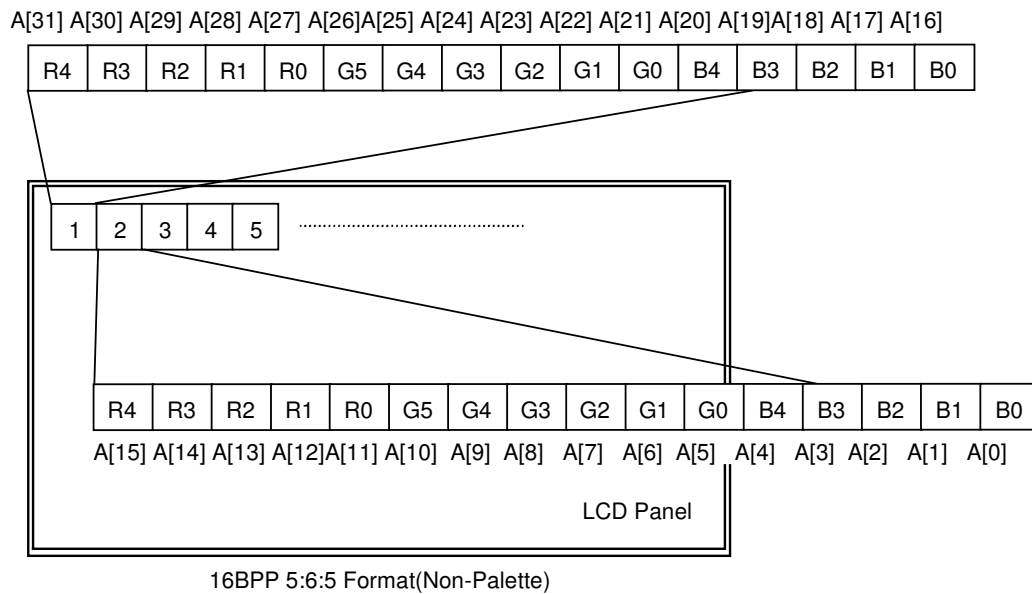 A[31] A[30] A[29] A[28] A[27] A[26]A[25] A[24] A[23] A[22] A[21] A[20] A[19]A[18] A[17] A[16]
R4 R3 R2 R1 R0 G5 G4 G3 G2 G1 G0 B4 B3 B2 B1 B0
1 2 3 4 5
R4 R3 R2 R1 R0 G5 G4 G3 G2 G1 G0 B4 B3 B2 B1 B0
A[15] A[14] A[13] A[12]A[11] A[10] A[9] A[8] A[7] A[6] A[5] A[4] A[3] A[2] A[1] A[0]
LCD Panel
16BPP 5:6:5 Format(Non-Palette)